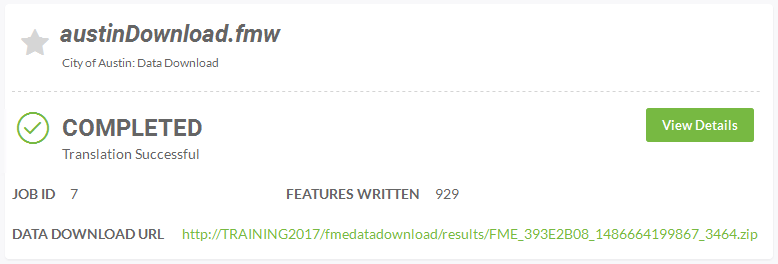 austinDownload.fmw
City of Austin: Data Download
COMPLETED
View Details
Translation Successful
JOB ID 7 FEATURES WRITTEN 929
DATA DOWNLOAD URL http://TRAINING2017/fmedatadownload/results/FME_393E2B08_1486664199867_3464.zip